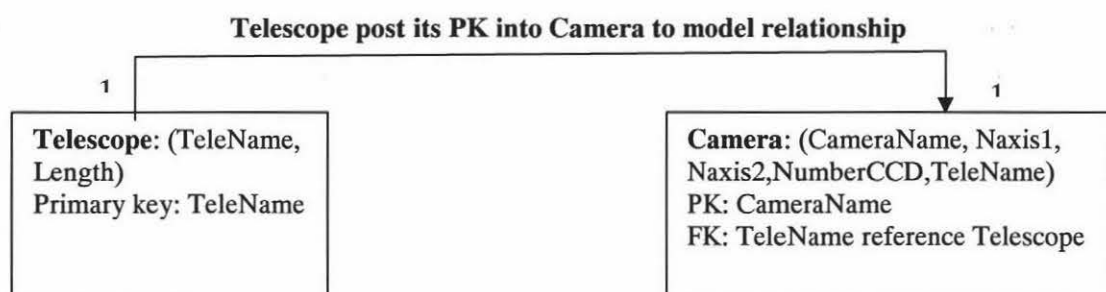 Telescope post its PK into Camera to model relationship
1
1
Telescope: (TeleName,
Length)
Primary key: TeleName
Camera: (CameraName, Naxis1,
Naxis2,NumberCCD,TeleName)
PK: CameraName
FK: TeleName reference Telescope